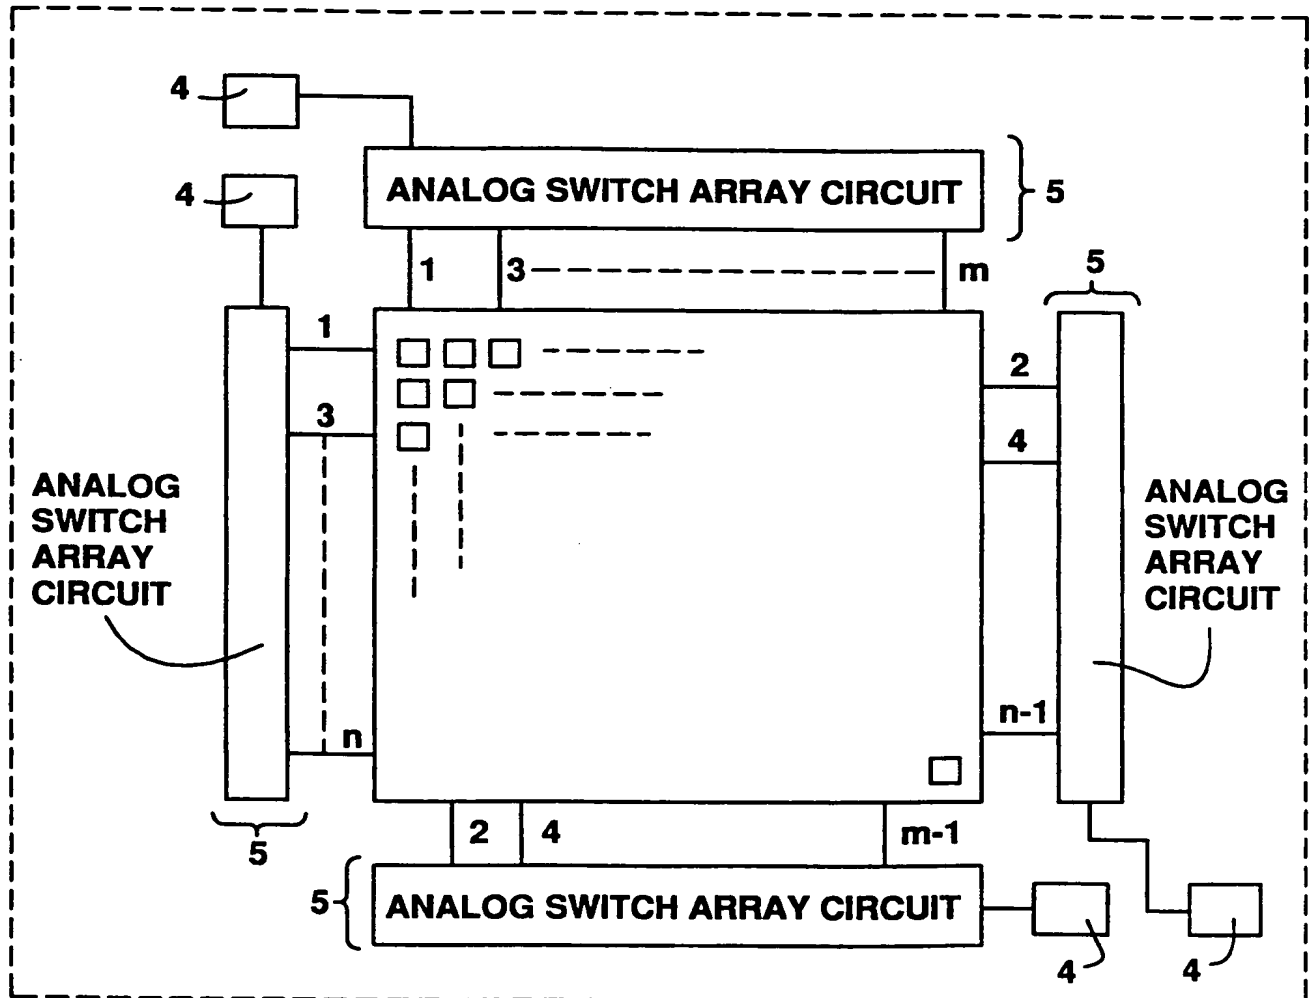 4
4
ANALOG SWITCH ARRAY CIRCUIT
5
1
3
m
5
1
3
2
4
ANALOG
SWITCH
ARRAY
CIRCUIT
ANALOG
SWITCH
ARRAY
CIRCUIT
n
n-1
5
2
4
m-1
5
ANALOG SWITCH ARRAY CIRCUIT
4
4